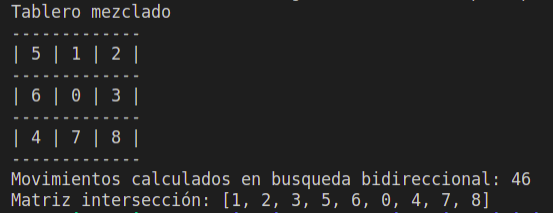 Tablero mezclado
-------------
| 5 | 1 | 2 |
-------------
| 6 | 0 | 3 |
-------------
| 4 | 7 | 8 |
-------------
Movimientos calculados en busqueda bidireccional: 46
Matriz intersección: [1, 2, 3, 5, 6, 0, 4, 7, 8]